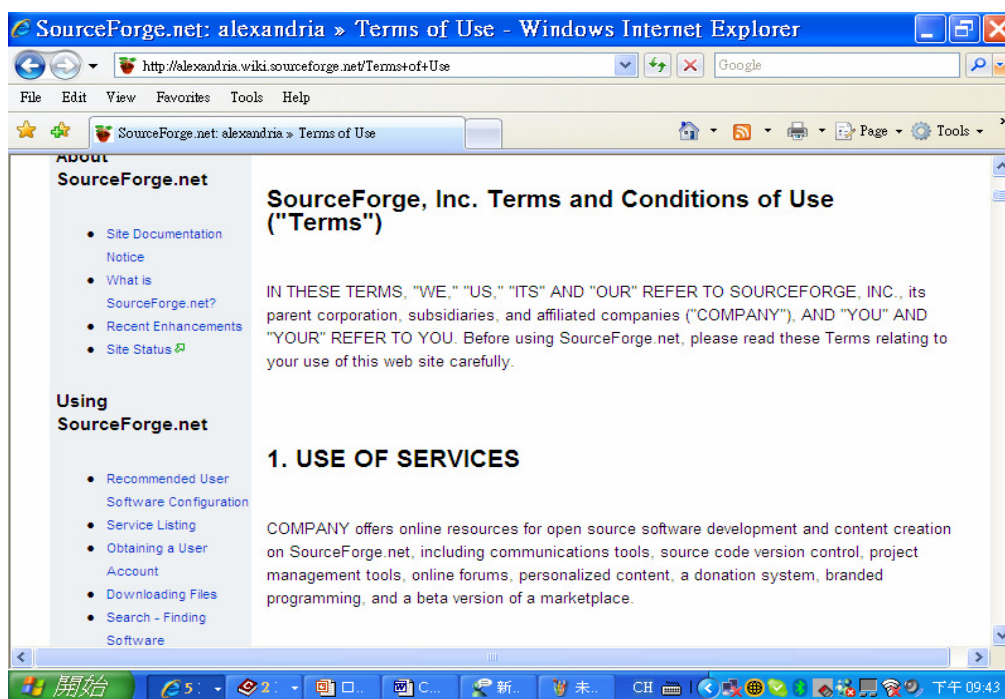 SourceForge.net: alexandria » Terms of Use - Windows Internet Explorer
http://alexandria.wiki.sourceforge.net/Terms+of+Use
Google
File Edit View Favorites Tools Help
SourceForge.net: alexandria » Terms of Use
Page Tools
About
SourceForge.net
Site Documentation
Notice
What is
SourceForge.net?
Recent Enhancements
Site Status
Using
SourceForge.net
Recommended User
Software Configuration
Service Listing
Obtaining a User
Account
Downloading Files
Search - Finding
Software
SourceForge, Inc. Terms and Conditions of Use
("Terms")
IN THESE TERMS, "WE," "US," "ITS" AND "OUR" REFER TO SOURCEFORGE, INC., its
parent corporation, subsidiaries, and affiliated companies ("COMPANY"), AND "YOU" AND
"YOUR" REFER TO YOU. Before using SourceForge.net, please read these Terms relating to
your use of this web site carefully.
1. USE OF SERVICES
COMPANY offers online resources for open source software development and content creation
on SourceForge.net, including communications tools, source code version control, project
management tools, online forums, personalized content, a donation system, branded
programming, and a beta version of a marketplace.
開始 5 2 C... 新.. 未.. CH 下午 09:48